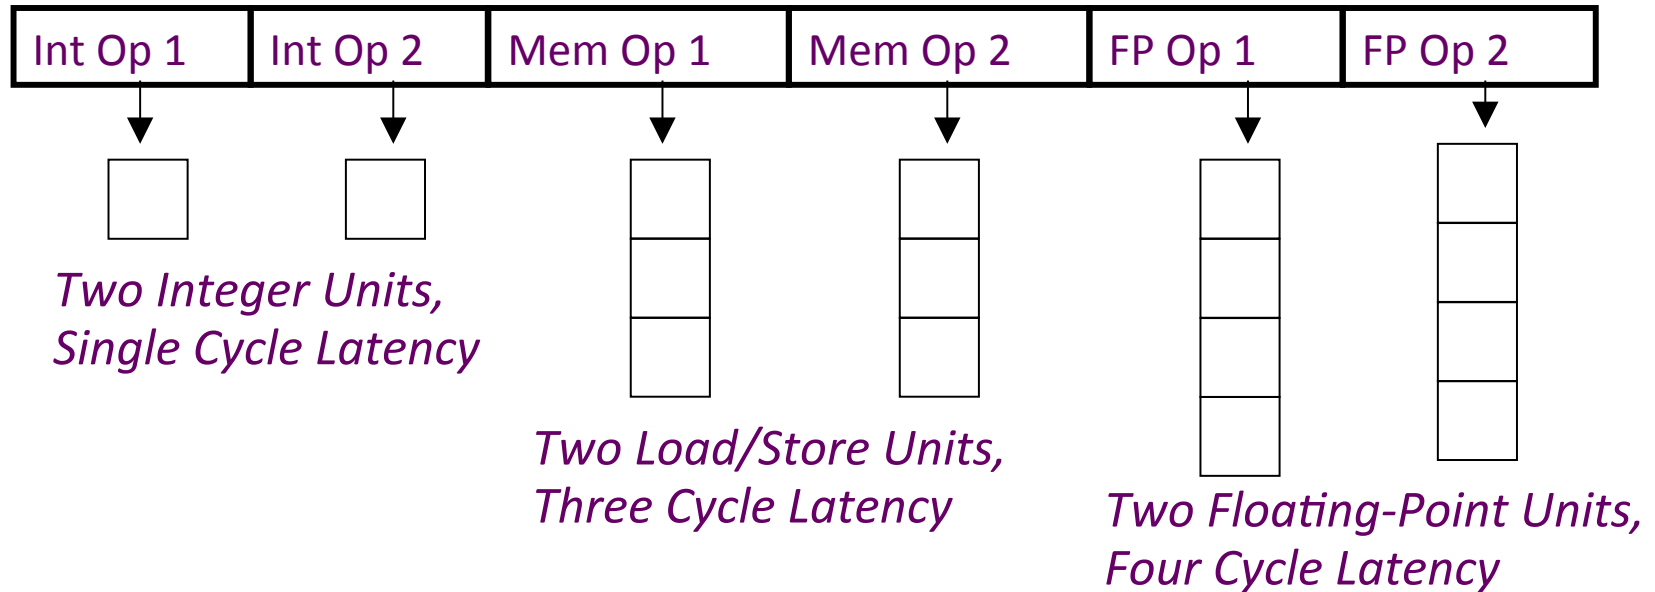 Int Op 1 Int Op 2 Mem Op 1 Mem Op 2 FP Op 1 FP Op 2
Two Integer Units,
Single Cycle Latency
Two Load/Store Units,
Three Cycle Latency
Two Floating-Point Units,
Four Cycle Latency